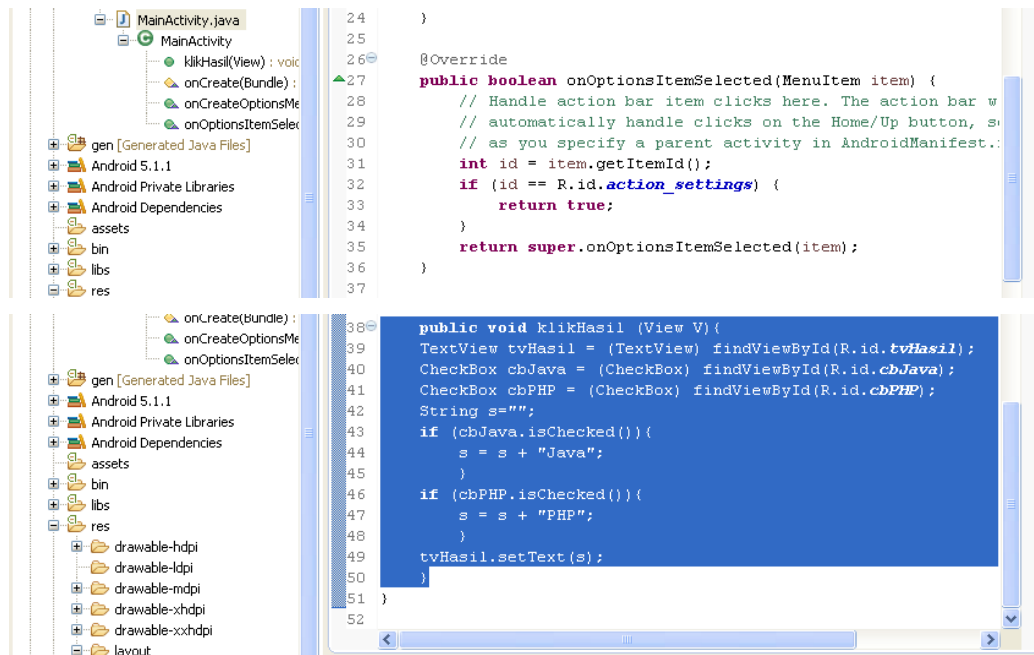 MainActivity.java
MainActivity
klikHasil(View) : void
onCreate(Bundle) :
onCreateOptionsMe
onOptionsItemSelec
gen [Generated Java Files]
Android 5.1.1
Android Private Libraries
Android Dependencies
assets
bin
libs
res
24 }
25
26 @Override
27 public boolean onOptionsItemSelected(MenuItem item) {
28 // Handle action bar item clicks here. The action bar w
29 // automatically handle clicks on the Home/Up button, so
30 // as you specify a parent activity in AndroidManifest.
31 int id = item.getItemId();
32 if (id == R.id.action_settings) {
33 return true;
34 }
35 return super.onOptionsItemSelected(item);
36 }
37
onCreate(Bundle) :
onCreateOptionsMe
onOptionsItemSelec
gen [Generated Java Files]
Android 5.1.1
Android Private Libraries
Android Dependencies
assets
bin
libs
res
drawable-hdpi
drawable-ldpi
drawable-mdpi
drawable-xhdpi
drawable-xxhdpi
layout
38 public void klikHasil (View V){
39 TextView tvHasil = (TextView) findViewById(R.id.tvHasil);
40 CheckBox cbJava = (CheckBox) findViewById(R.id.cbJava);
41 CheckBox cbPHP = (CheckBox) findViewById(R.id.cbPHP);
42 String s="";
43 if (cbJava.isChecked()){
44 s = s + "Java";
45 }
46 if (cbPHP.isChecked()){
47 s = s + "PHP";
48 }
49 tvHasil.setText(s);
50 }
51 }
52